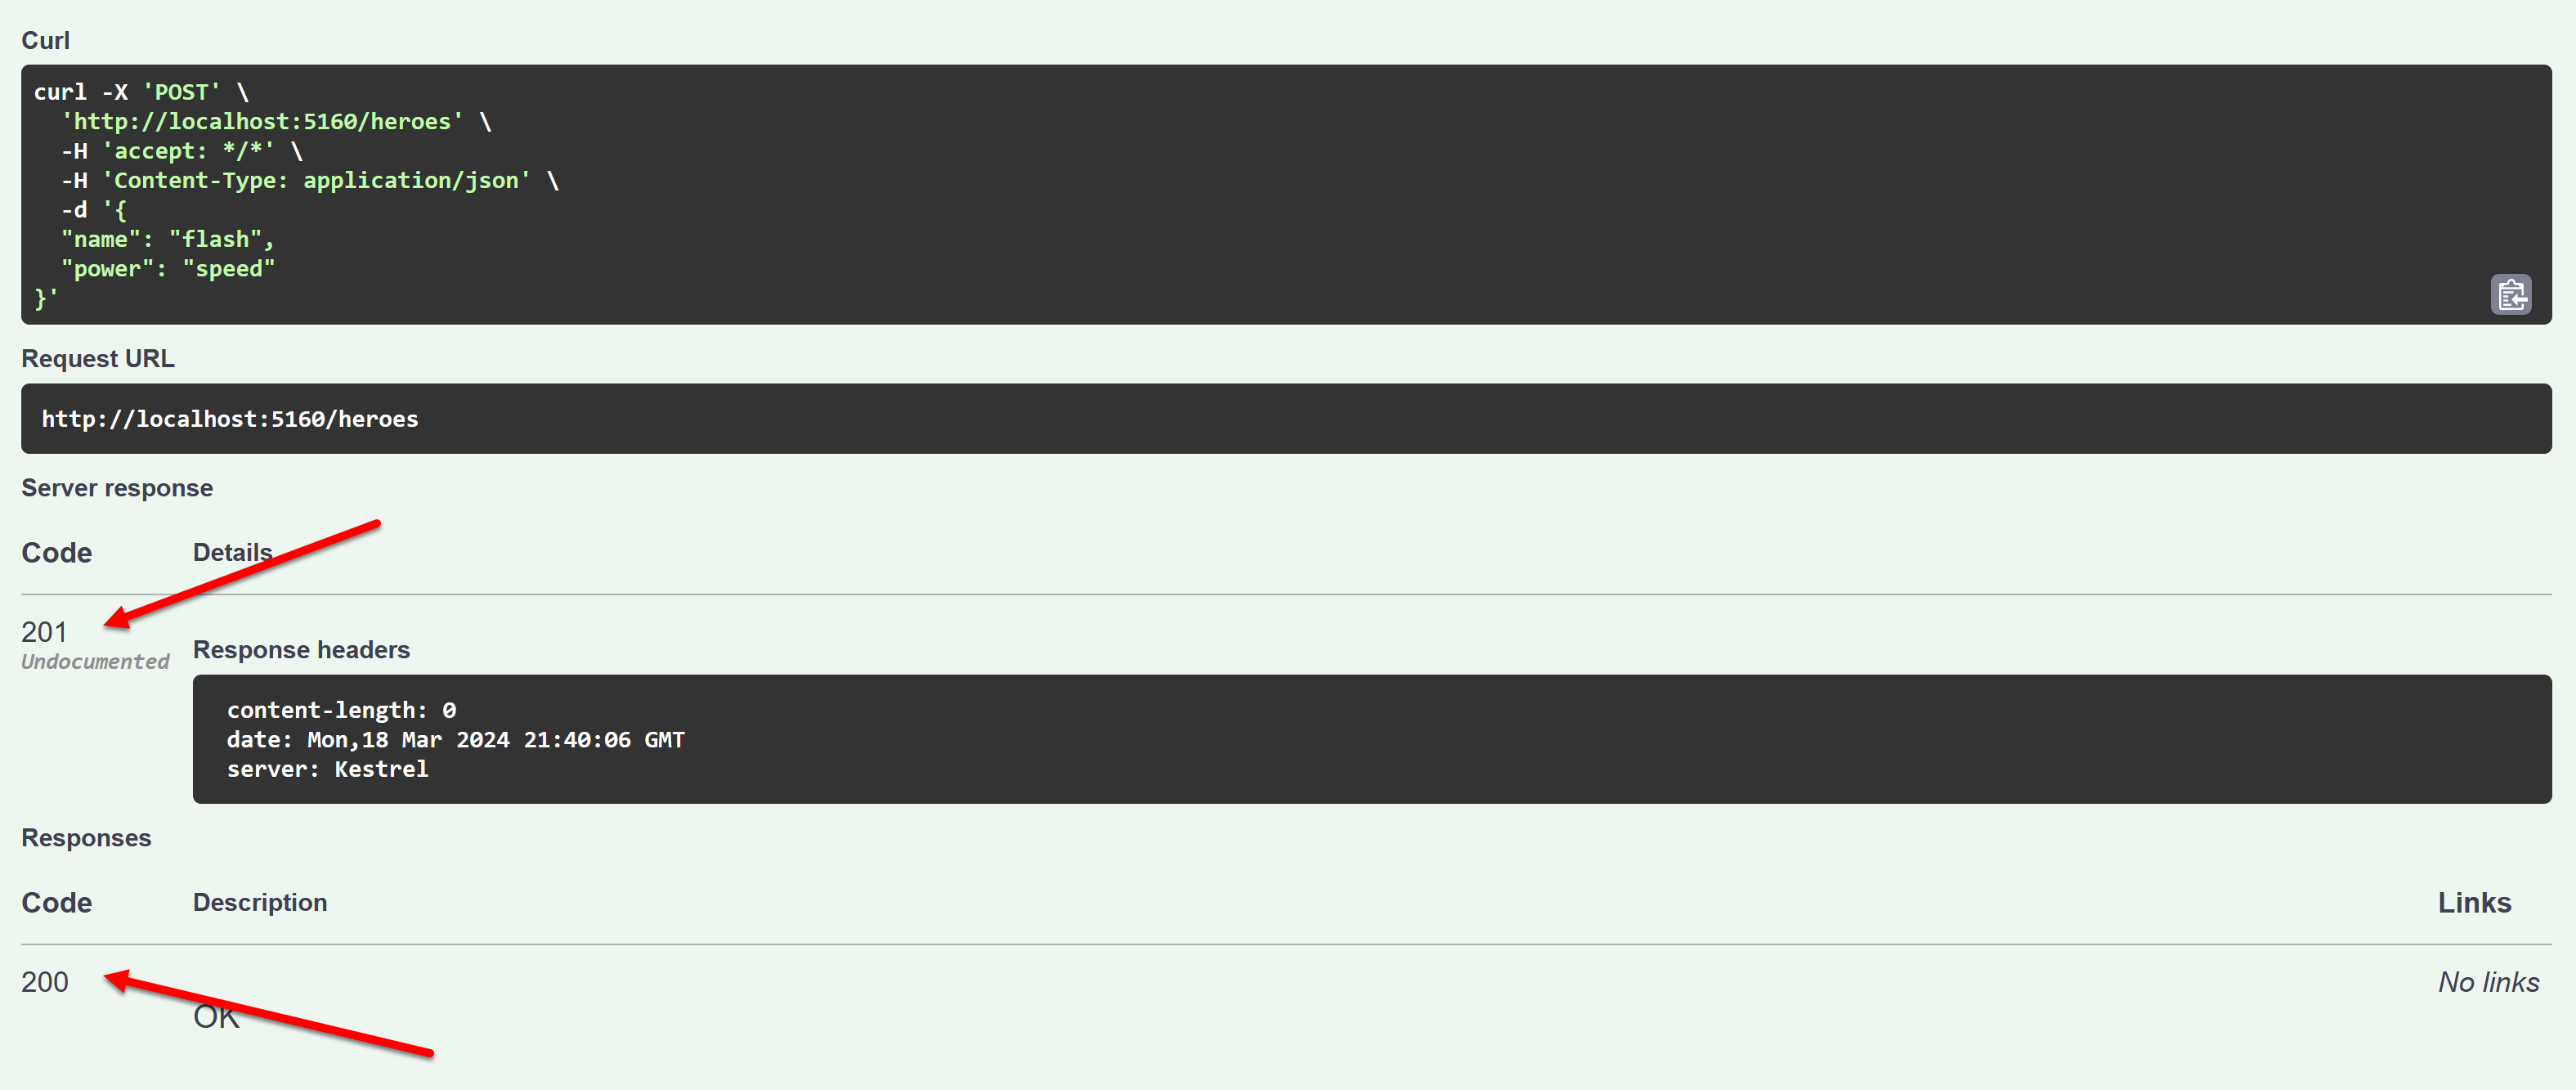 Curl
curl -X 'POST' \
  'http://localhost:5160/heroes' \
  -H 'accept: */*' \
  -H 'Content-Type: application/json' \
  -d '{
  "name": "flash",
  "power": "speed"
}'
Request URL
http://localhost:5160/heroes
Server response
Code Details
201
Undocumented
Response headers
content-length: 0
date: Mon,18 Mar 2024 21:40:06 GMT
server: Kestrel
Responses
Code Description Links
200 No links
OK